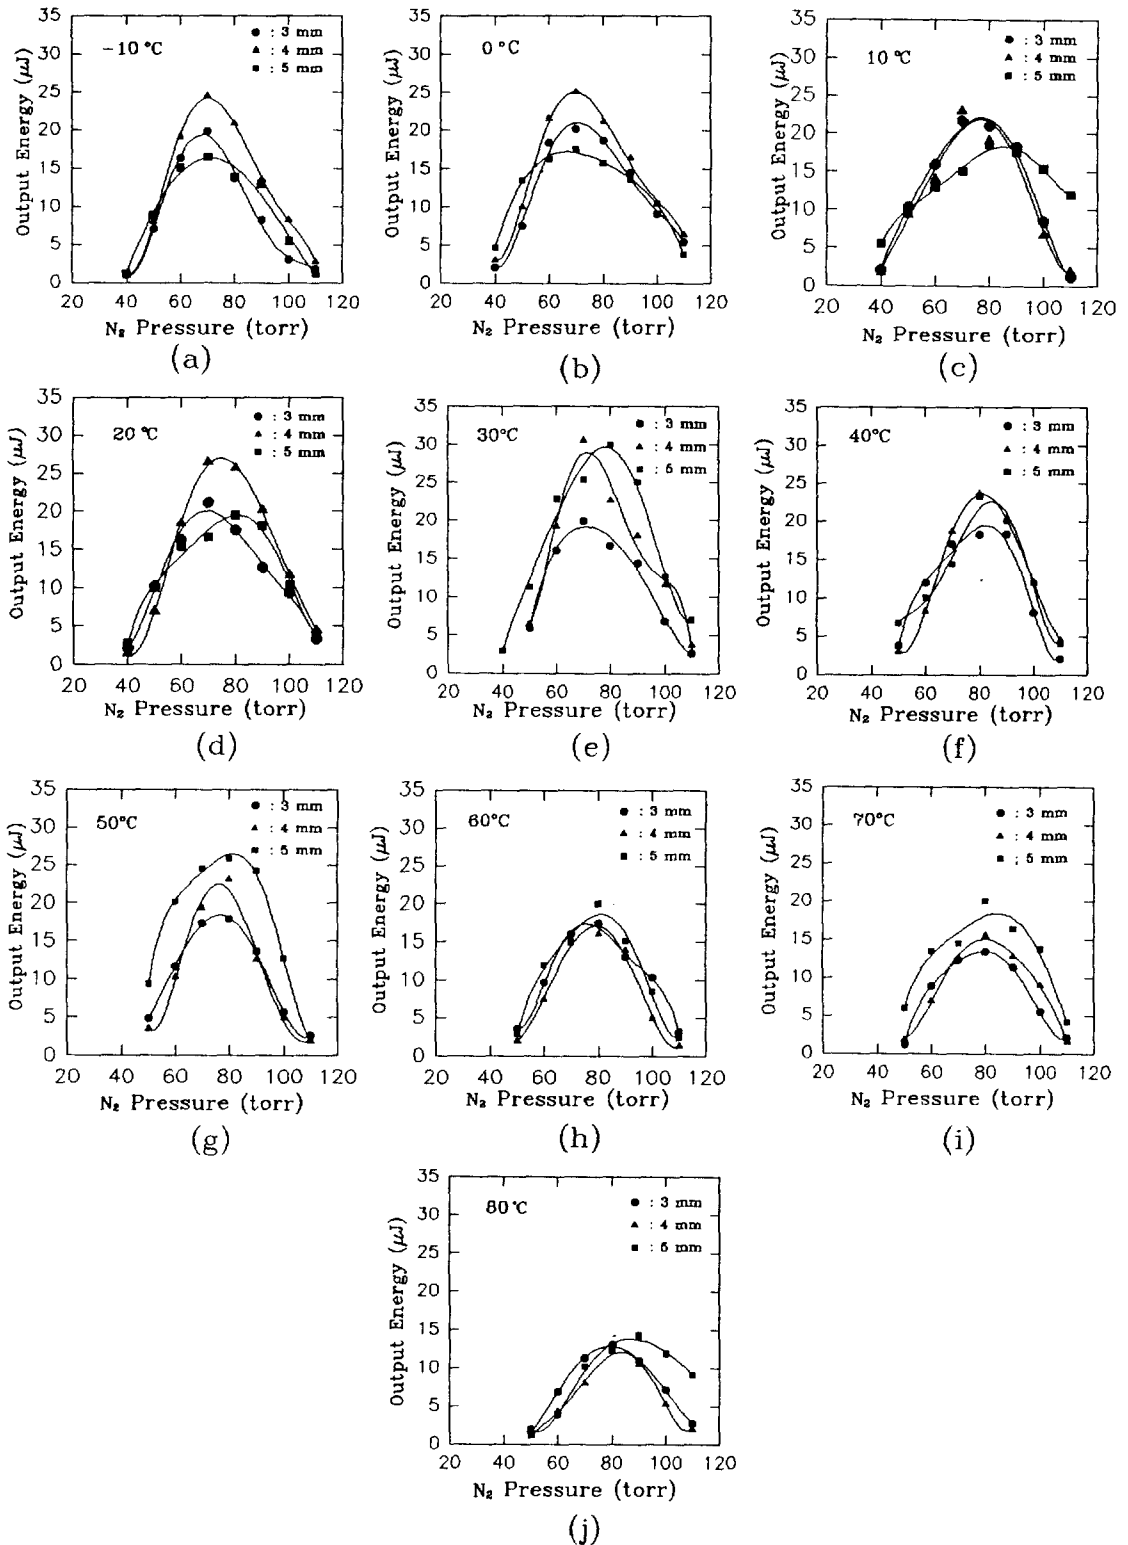 Output Energy (μJ)
35
30
25
20
15
10
5
0
−10 °C
● : 3 mm
▲ : 4 mm
■ : 5 mm
20 40 60 80 100 120
N₂ Pressure (torr)
(a)
Output Energy (μJ)
35
30
25
20
15
10
5
0
0 °C
● : 3 mm
▲ : 4 mm
■ : 5 mm
20 40 60 80 100 120
N₂ Pressure (torr)
(b)
Output Energy (μJ)
35
30
25
20
15
10
5
0
10 °C
● : 3 mm
▲ : 4 mm
■ : 5 mm
20 40 60 80 100 120
N₂ Pressure (torr)
(c)
Output Energy (μJ)
35
30
25
20
15
10
5
0
20 °C
● : 3 mm
▲ : 4 mm
■ : 5 mm
20 40 60 80 100 120
N₂ Pressure (torr)
(d)
Output Energy (μJ)
35
30
25
20
15
10
5
0
30°C
● : 3 mm
▲ : 4 mm
■ : 5 mm
20 40 60 80 100 120
N₂ Pressure (torr)
(e)
Output Energy (μJ)
35
30
25
20
15
10
5
0
40°C
● : 3 mm
▲ : 4 mm
■ : 5 mm
20 40 60 80 100 120
N₂ Pressure (torr)
(f)
Output Energy (μJ)
35
30
25
20
15
10
5
0
50°C
● : 3 mm
▲ : 4 mm
■ : 5 mm
20 40 60 80 100 120
N₂ Pressure (torr)
(g)
Output Energy (μJ)
35
30
25
20
15
10
5
0
60°C
● : 3 mm
▲ : 4 mm
■ : 5 mm
20 40 60 80 100 120
N₂ Pressure (torr)
(h)
Output Energy (μJ)
35
30
25
20
15
10
5
0
70°C
● : 3 mm
▲ : 4 mm
■ : 5 mm
20 40 60 80 100 120
N₂ Pressure (torr)
(i)
Output Energy (μJ)
35
30
25
20
15
10
5
0
80°C
● : 3 mm
▲ : 4 mm
■ : 5 mm
20 40 60 80 100 120
N₂ Pressure (torr)
(j)